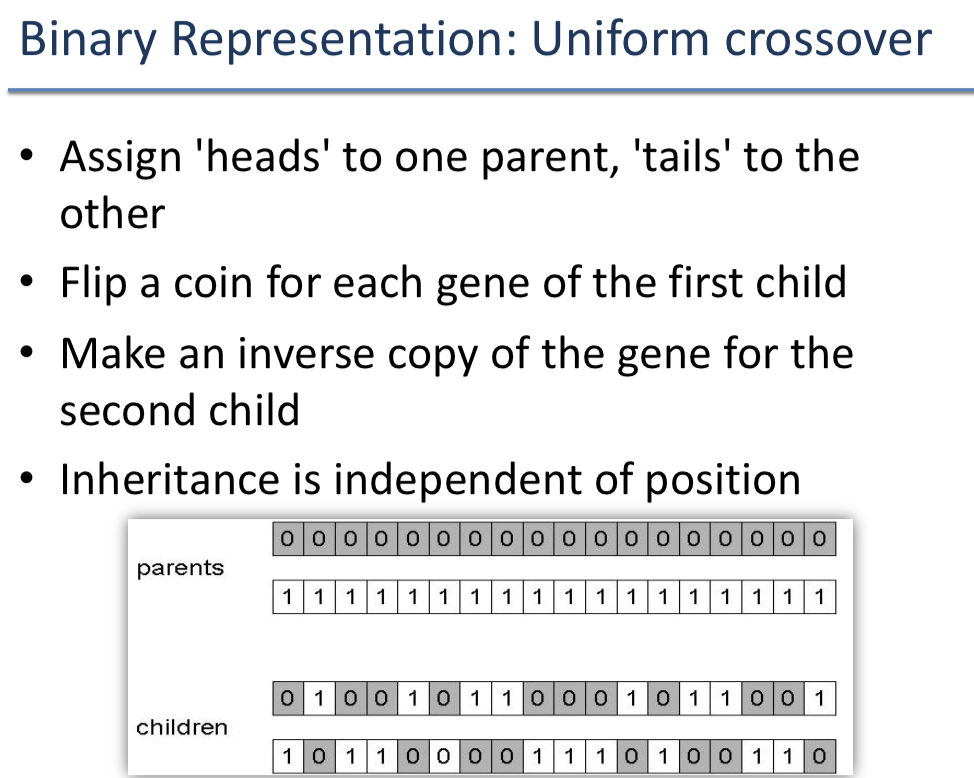 Binary Representation: Uniform crossover
• Assign 'heads' to one parent, 'tails' to the
other
• Flip a coin for each gene of the first child
• Make an inverse copy of the gene for the
second child
• Inheritance is independent of position
0 0 0 0 0 0 0 0 0 0 0 0 0 0 0 0 0 0
parents
1 1 1 1 1 1 1 1 1 1 1 1 1 1 1 1 1 1
0 1 0 0 1 0 1 1 0 0 0 1 0 1 1 0 0 1
children
1 0 1 1 0 0 0 0 1 1 1 0 1 0 0 1 1 0